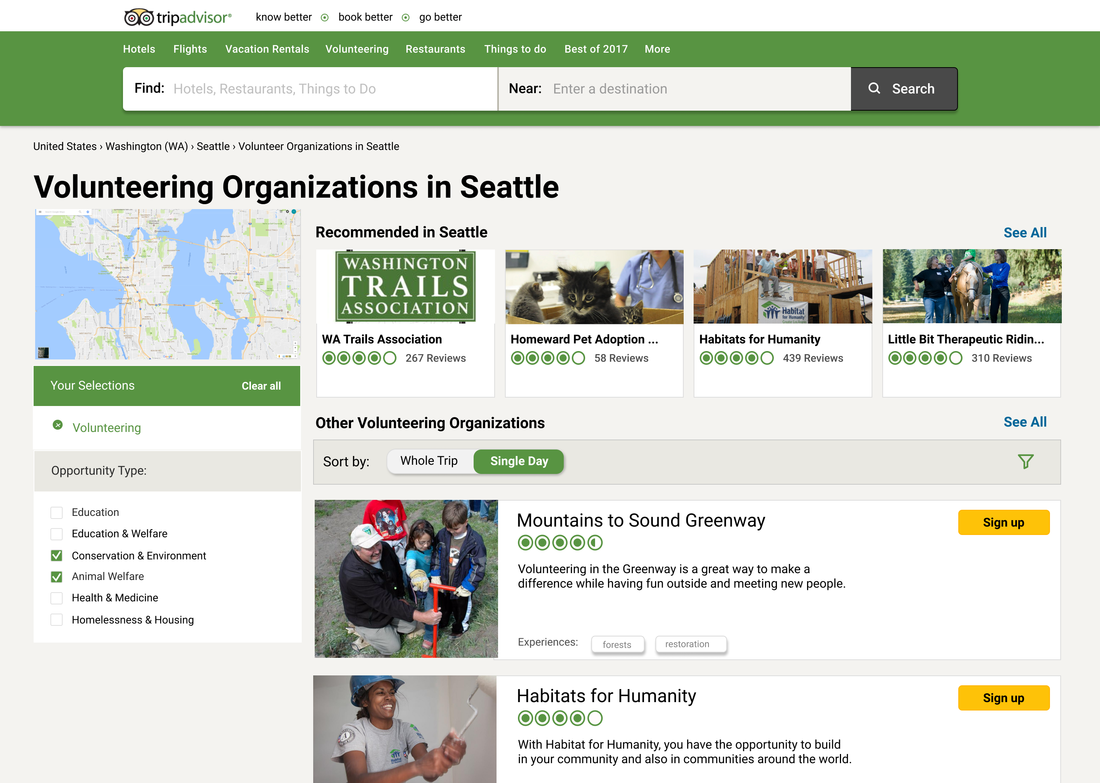 tripadvisor®
know better
book better
go better
Hotels
Flights
Vacation Rentals
Volunteering
Restaurants
Things to do
Best of 2017
More
Find: Hotels, Restaurants, Things to Do
Near: Enter a destination
Search
United States › Washington (WA) › Seattle › Volunteer Organizations in Seattle
Volunteering Organizations in Seattle
Your Selections
Clear all
Volunteering
Opportunity Type:
Education
Education & Welfare
Conservation & Environment
Animal Welfare
Health & Medicine
Homelessness & Housing
Recommended in Seattle
See All
WASHINGTON
TRAILS
ASSOCIATION
WA Trails Association
267 Reviews
Homeward Pet Adoption ...
58 Reviews
Habitat
for Humanity
Habitats for Humanity
439 Reviews
Little Bit Therapeutic Ridin...
310 Reviews
Other Volunteering Organizations
See All
Sort by:
Whole Trip
Single Day
Mountains to Sound Greenway
Sign up
Volunteering in the Greenway is a great way to make a
difference while having fun outside and meeting new people.
Experiences:
forests
restoration
Habitats for Humanity
Sign up
With Habitat for Humanity, you have the opportunity to build
in your community and also in communities around the world.